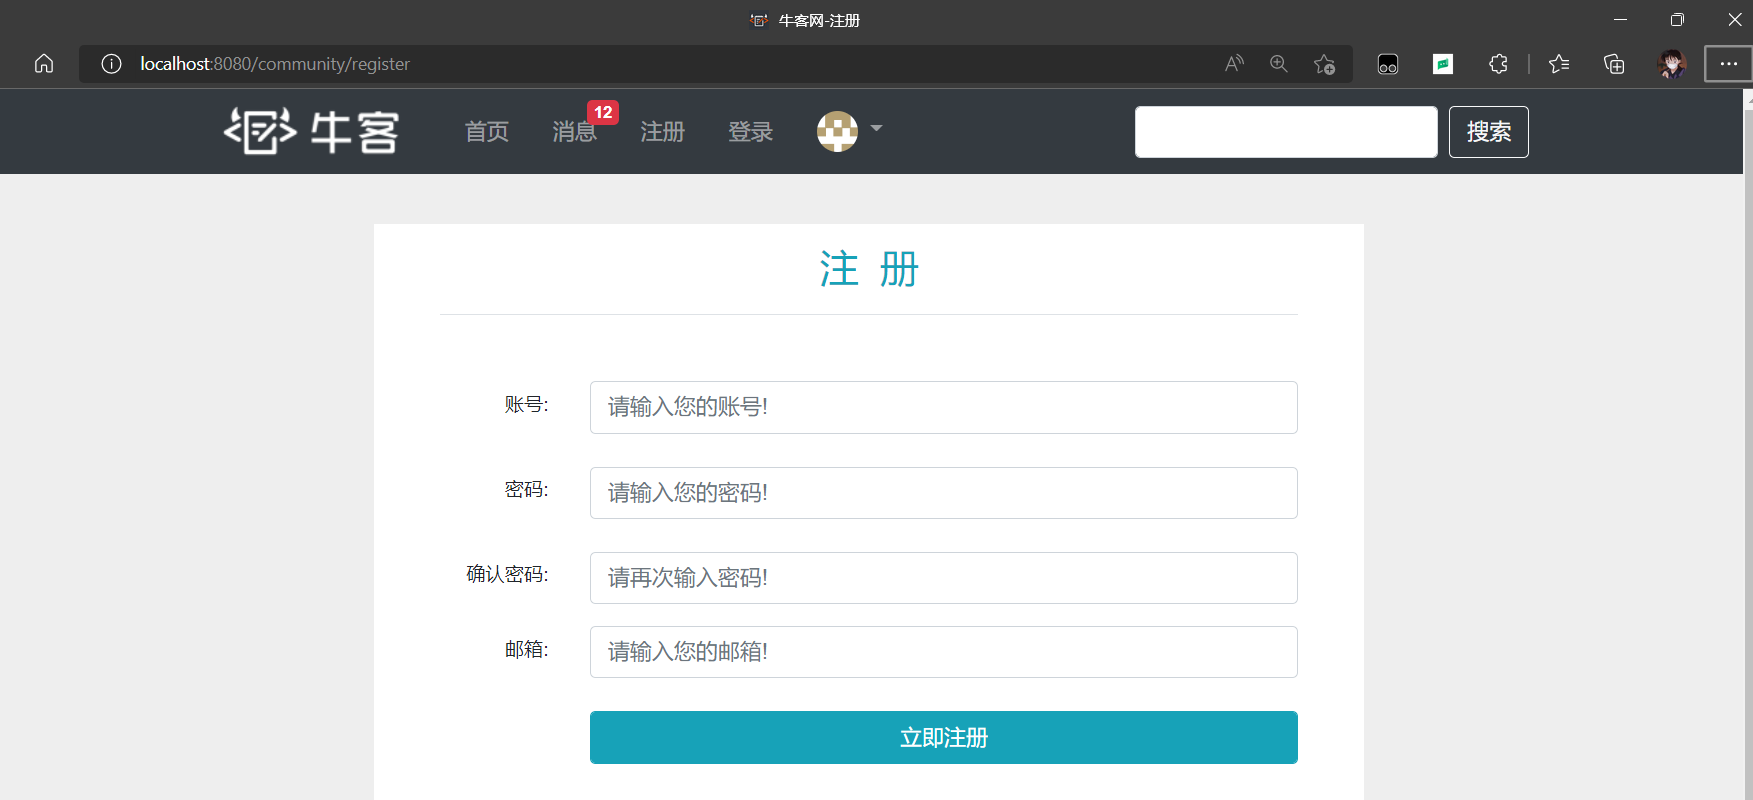 牛客网-注册
localhost:8080/community/register
牛客 首页 消息 12 注册 登录 搜索
注 册
账号: 请输入您的账号!
密码: 请输入您的密码!
确认密码: 请再次输入密码!
邮箱: 请输入您的邮箱!
立即注册